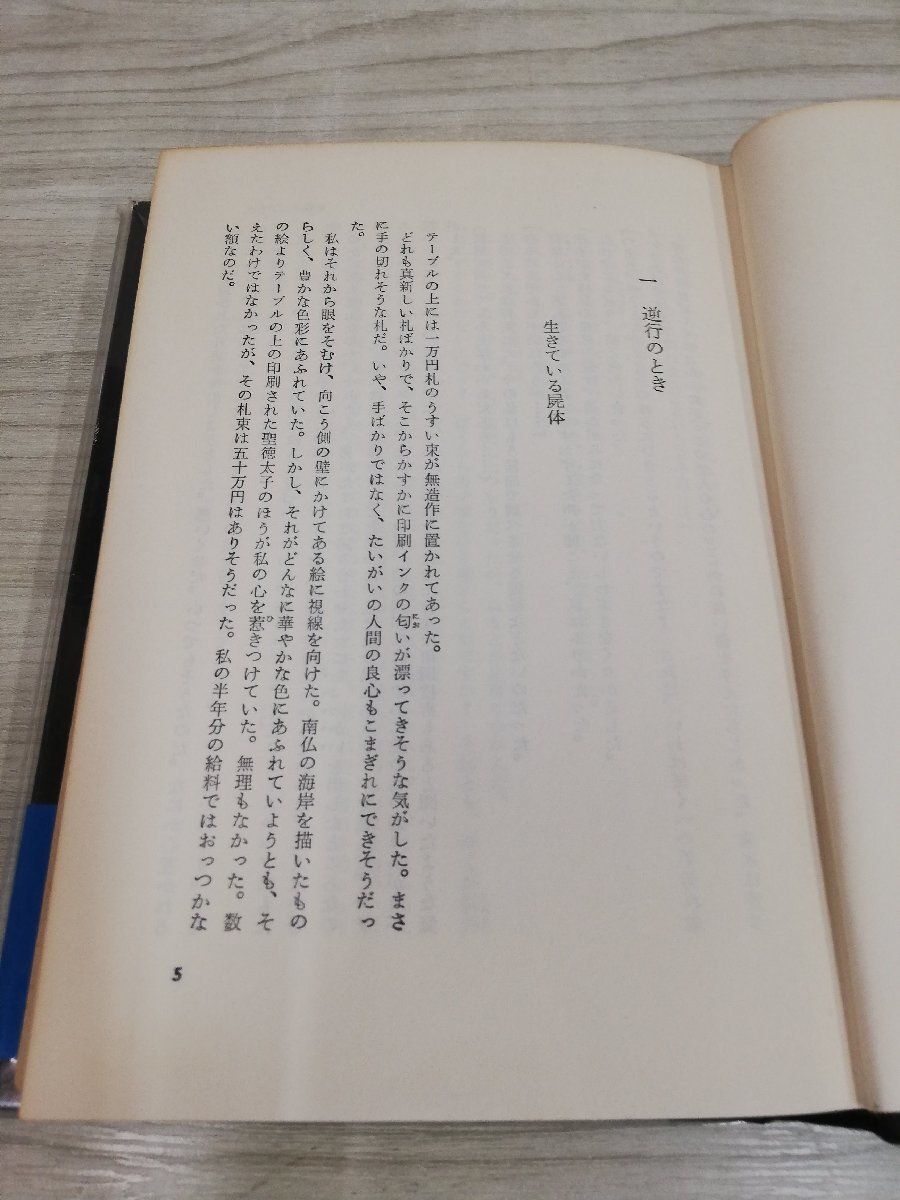 一 逆行のとき
生きている屍体
テーブルの上には一万円札のうすい束が無造作に置かれてあった。
どれも真新しい札ばかりで、そこからかすかに印刷インクの匂いが漂ってきそうな気がした。まさ
に手の切れそうな札だ。いや、手ばかりではなく、たいがいの人間の良心もこまぎれにできそうだっ
た。
私はそれから眼をそむけ、向こう側の壁にかけてある絵に視線を向けた。南仏の海岸を描いたもの
らしく、豊かな色彩にあふれていた。しかし、それがどんなに華やかな色にあふれていようとも、そ
の絵よりテーブルの上の印刷された聖徳太子のほうが私の心を惹きつけていた。無理もなかった。数
えたわけではなかったが、その札束は五十万円はありそうだった。私の半年分の給料ではおっつかな
い額なのだ。
5